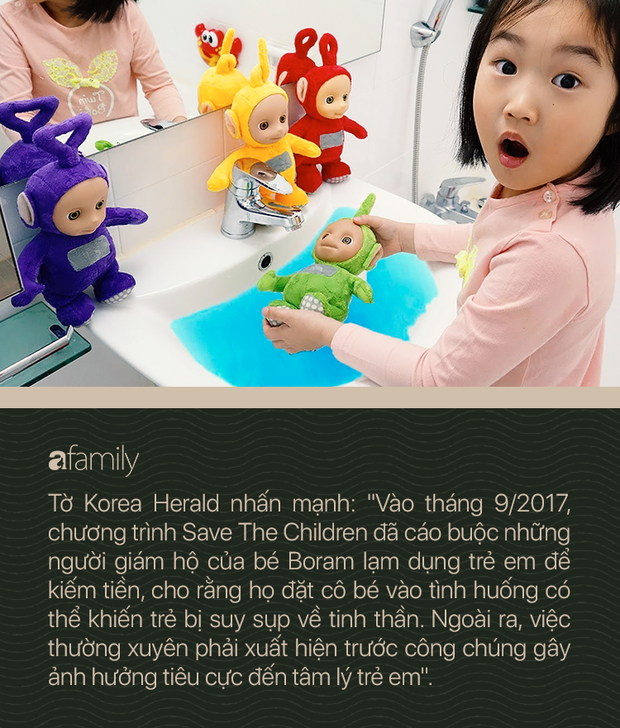 afamily
Tờ Korea Herald nhấn mạnh: "Vào tháng 9/2017,
chương trình Save The Children đã cáo buộc những
người giám hộ của bé Boram lạm dụng trẻ em để
kiếm tiền, cho rằng họ đặt cô bé vào tình huống có
thể khiến trẻ bị suy sụp về tinh thần. Ngoài ra, việc
thường xuyên phải xuất hiện trước công chúng gây
ảnh hưởng tiêu cực đến tâm lý trẻ em".